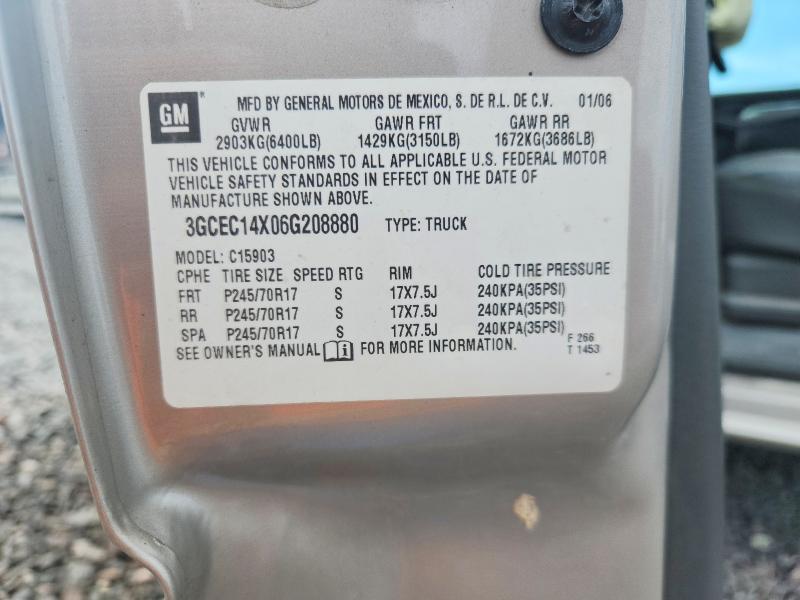 GM® MFD BY GENERAL MOTORS DE MEXICO, S. DE R.L. DE C.V. 01/06
GVWR GAWR FRT GAWR RR
2903KG(6400LB) 1429KG(3150LB) 1672KG(3686LB)
THIS VEHICLE CONFORMS TO ALL APPLICABLE U.S. FEDERAL MOTOR
VEHICLE SAFETY STANDARDS IN EFFECT ON THE DATE OF
MANUFACTURE SHOWN ABOVE.
3GCEC14X06G208880 TYPE: TRUCK
MODEL: C15903
CPHE TIRE SIZE SPEED RTG RIM COLD TIRE PRESSURE
FRT P245/70R17 S 17X7.5J 240KPA(35PSI)
RR P245/70R17 S 17X7.5J 240KPA(35PSI)
SPA P245/70R17 S 17X7.5J 240KPA(35PSI)
SEE OWNER'S MANUAL FOR MORE INFORMATION.
F 266
T 1453